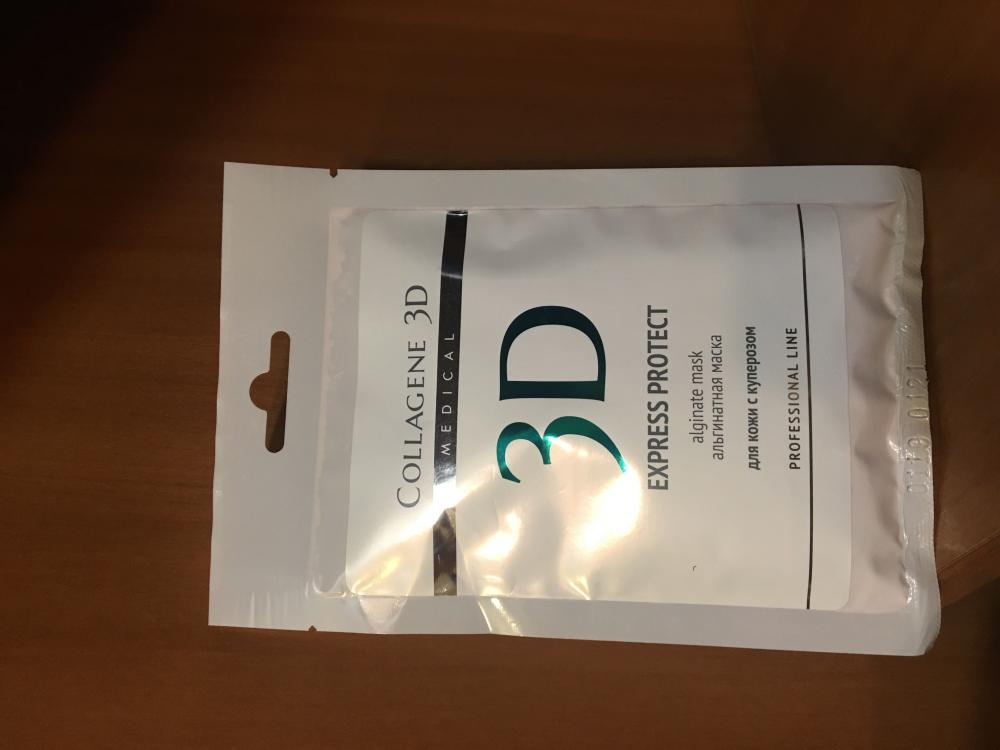 COLLAGENE 3D
MEDICAL
3D
EXPRESS PROTECT
alginate mask
альгинатная маска
для кожи с куперозом
PROFESSIONAL LINE